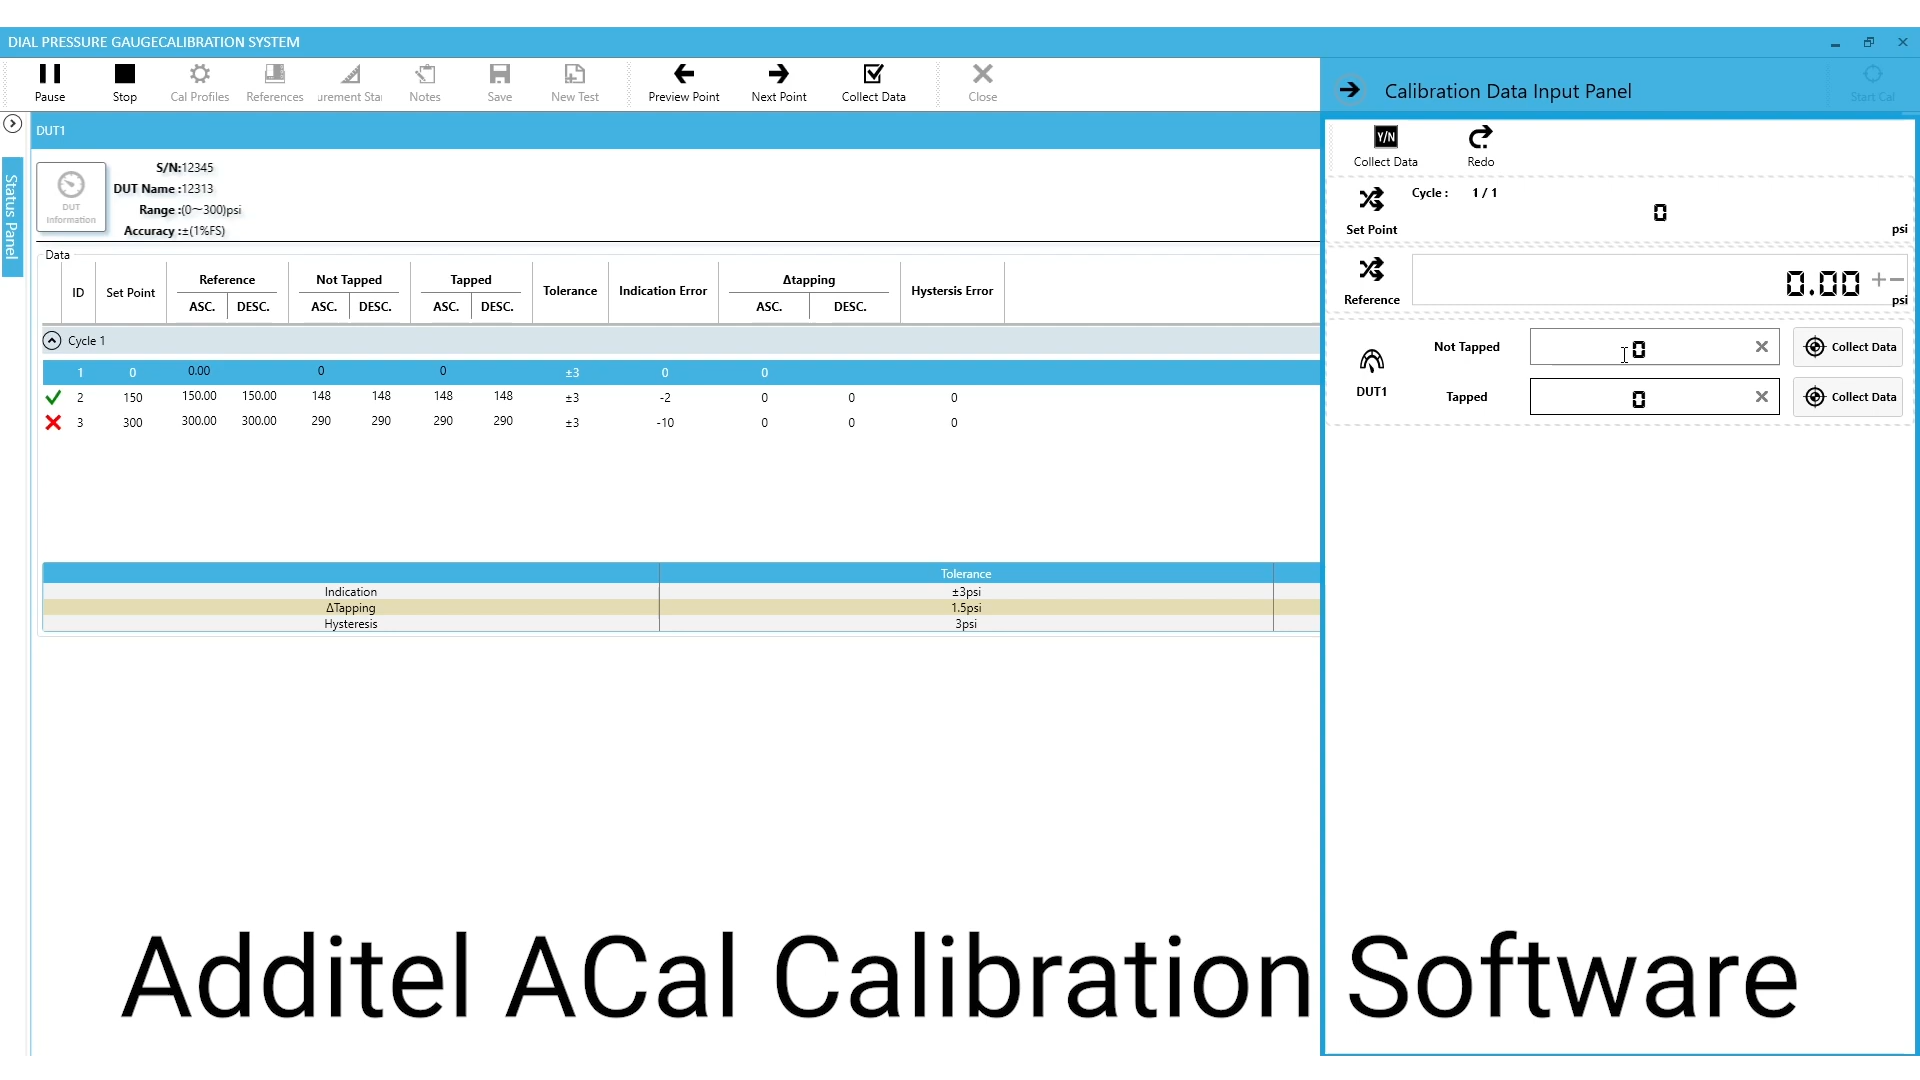 DIAL PRESSURE GAUGECALIBRATION SYSTEM
Pause Stop Cal Profiles References urement Sta Notes Save New Test Preview Point Next Point Collect Data Close
Calibration Data Input Panel
Start Cal
DUT1
Status Panel
DUT Information
S/N:12345
DUT Name :12313
Range :(0~300)psi
Accuracy :±(1%FS)
Data
ID Set Point Reference Not Tapped Tapped Tolerance Indication Error Δtapping Hystersis Error
ASC. DESC. ASC. DESC. ASC. DESC. ASC. DESC.
Cycle 1
1 0 0.00 0 0 ±3 0 0
2 150 150.00 150.00 148 148 148 148 ±3 -2 0 0 0
3 300 300.00 300.00 290 290 290 290 ±3 -10 0 0 0
Tolerance
Indication ±3psi
ΔTapping 1.5psi
Hysteresis 3psi
Y/N
Collect Data Redo
Cycle : 1 / 1
0
Set Point psi
0.00
Reference psi
Not Tapped 0 Collect Data
DUT1
Tapped 0 Collect Data
Additel ACal Calibration Software